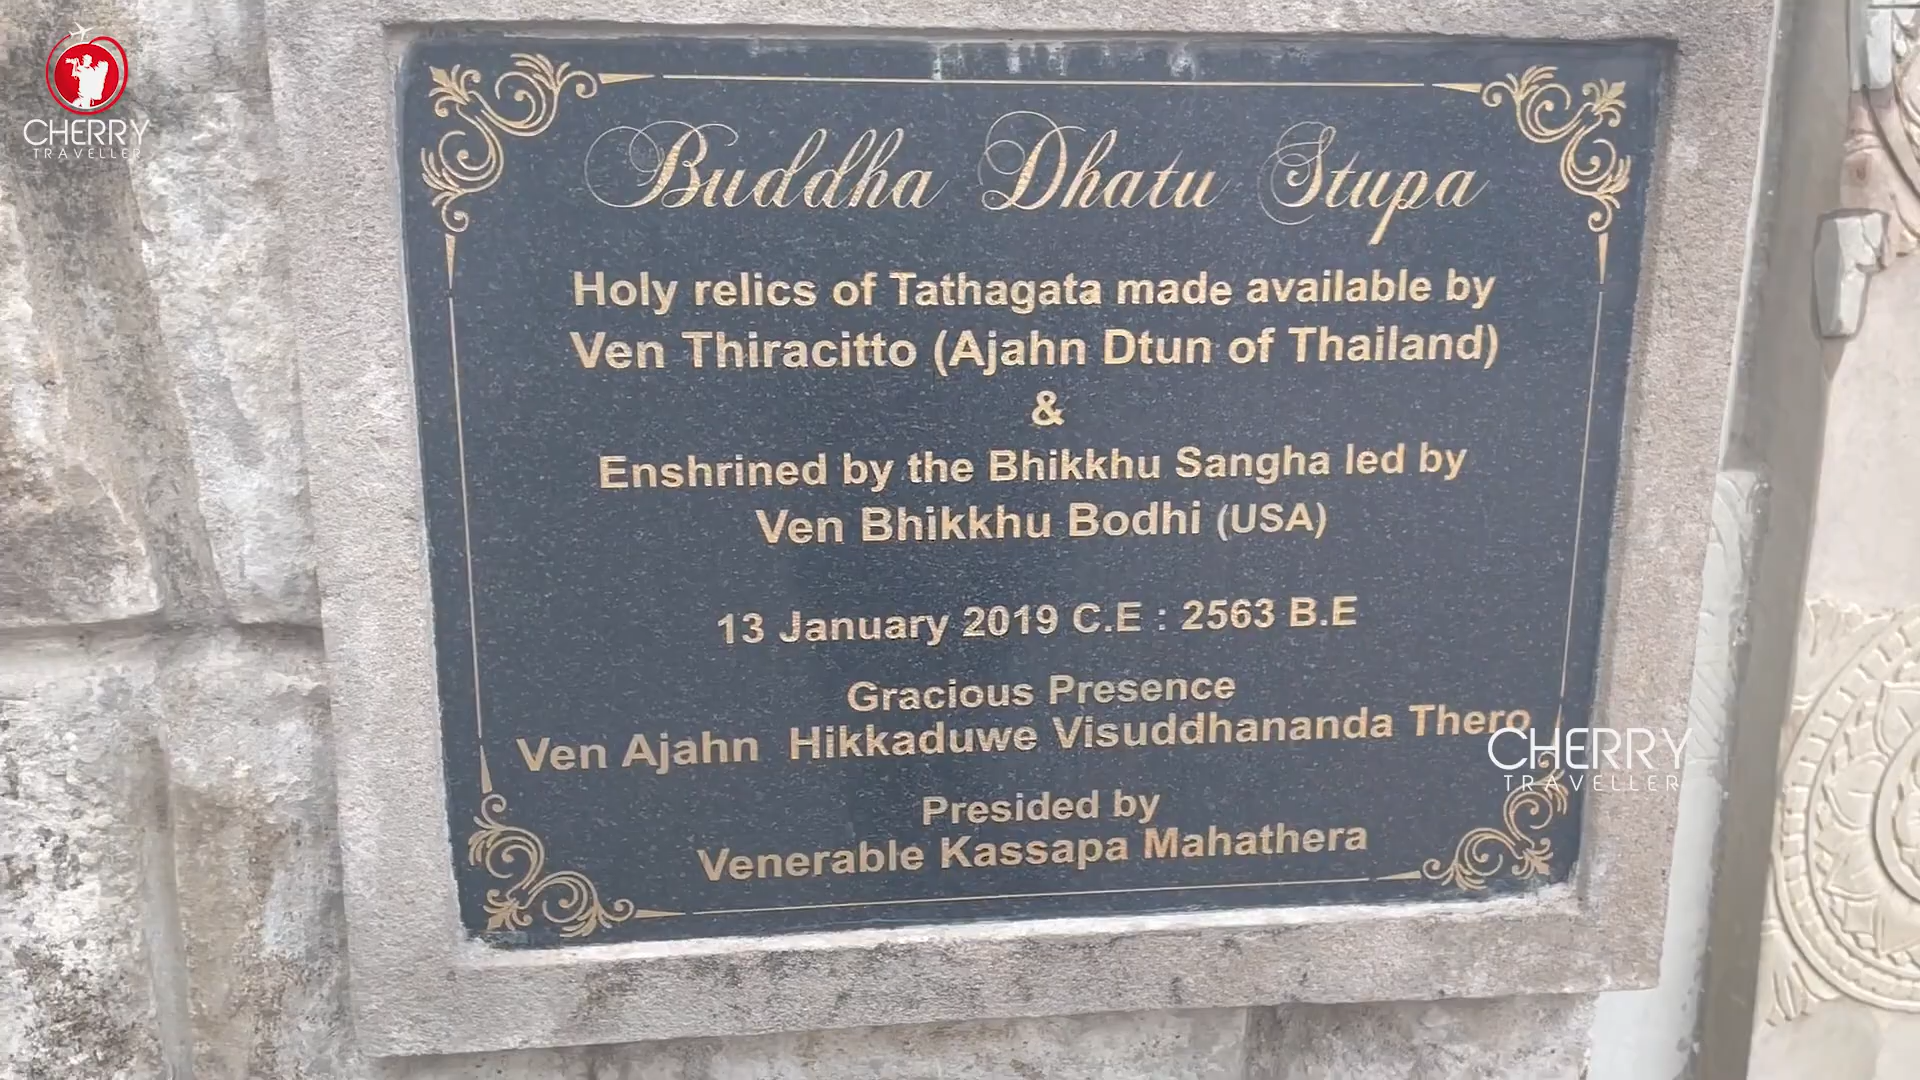 CHERRY
TRAVELLER
Buddha Dhatu Stupa
Holy relics of Tathagata made available by
Ven Thiracitto (Ajahn Dtun of Thailand)
&
Enshrined by the Bhikkhu Sangha led by
Ven Bhikkhu Bodhi (USA)
13 January 2019 C.E : 2563 B.E
Gracious Presence
Ven Ajahn Hikkaduwe Visuddhananda Thero
CHERRY
TRAVELLER
Presided by
Venerable Kassapa Mahathera